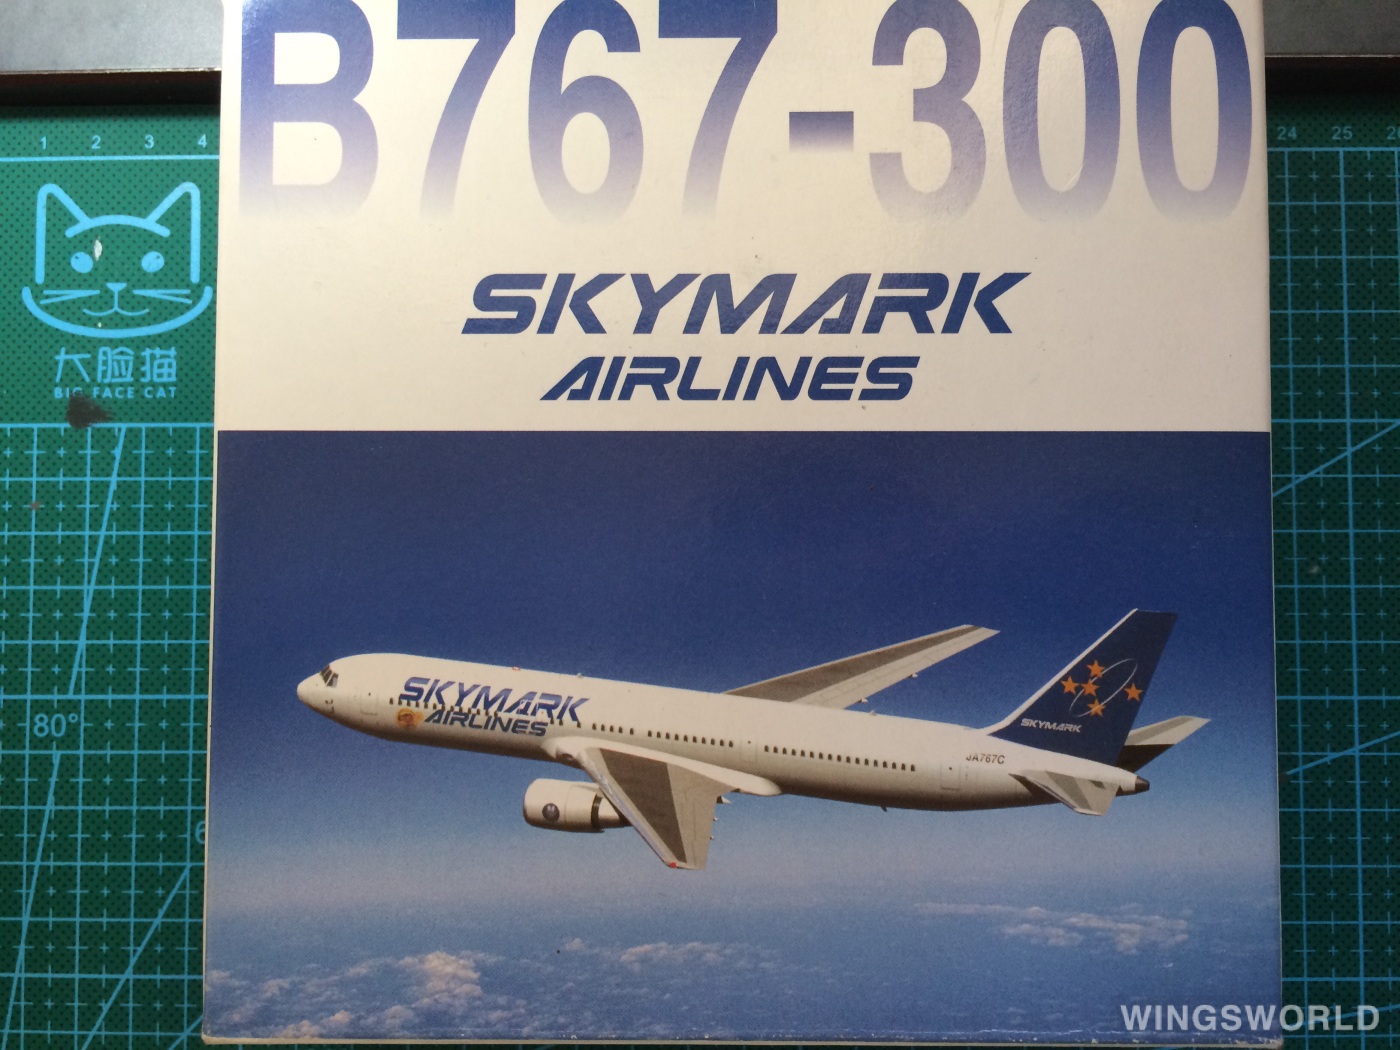 B767-300
1 2 3 4
24 25
大脸猫
BIG FACE CAT
SKYMARK
AIRLINES
80°
6
SKYMARK
AIRLINES
SKYMARK
JA767C
WINGSWORLD